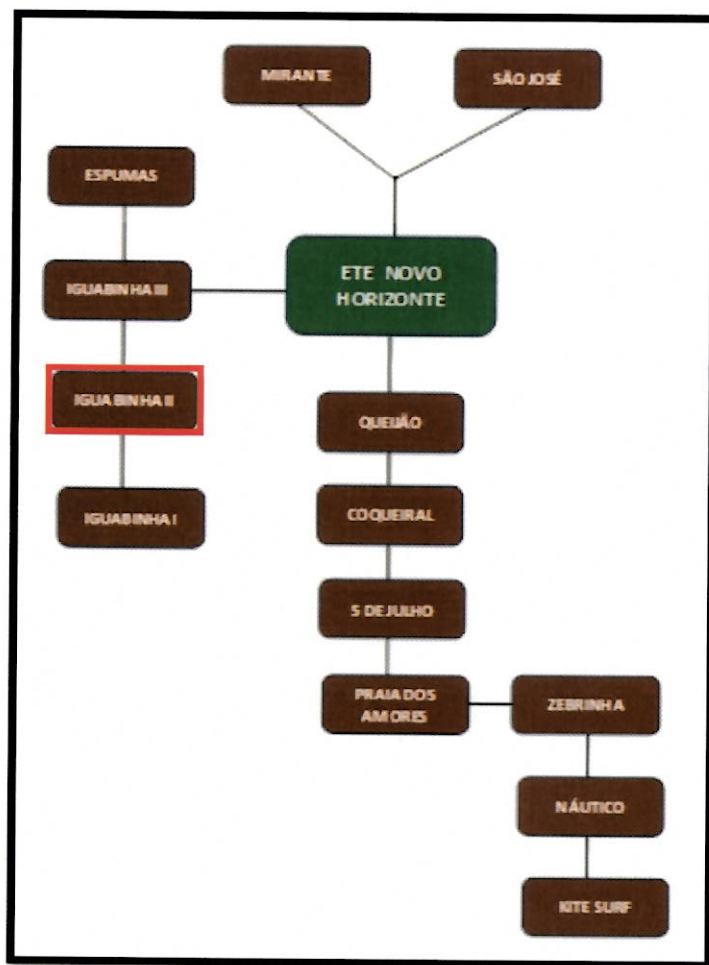 MIRANTE
SÃO JOSÉ
ESPUMAS
ETE NOVO
HORIZONTE
IGUABINHA III
IGUABINHA II
QUEIJÃO
COQUEIRAL
IGUABINHA I
5 DE JULHO
PRAIA DOS
AMORES
ZEBRINHA
NÁUTICO
KITE SURF